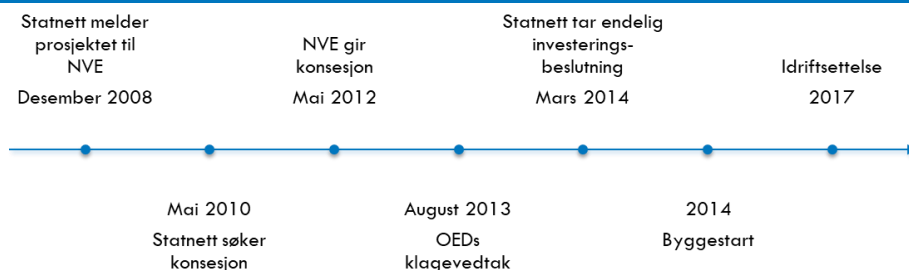 Statnett melder
prosjektet til
NVE
Desember 2008
NVE gir
konsesjon
Mai 2012
Statnett tar endelig
investerings-
beslutning
Mars 2014
Idriftsettelse
2017
Mai 2010
Statnett søker
konsesjon
August 2013
OEDs
klagevedtak
2014
Byggestart